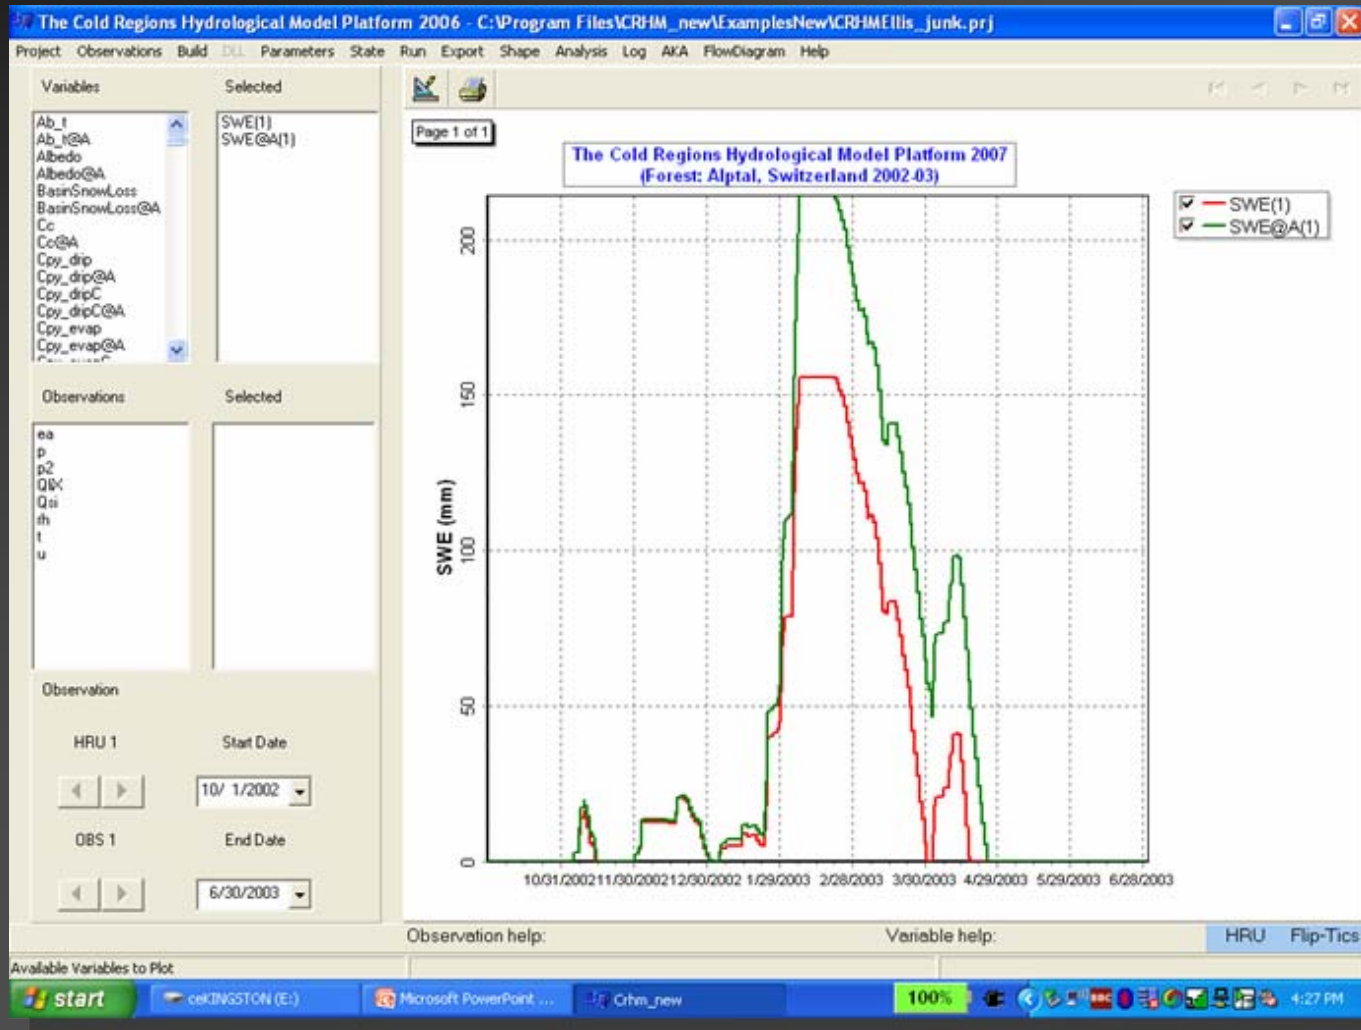 The Cold Regions Hydrological Model Platform 2006 - C:\Program Files\CRHM_new\ExamplesNew\CRHMEllis_junk.prj
Project Observations Build DLL Parameters State Run Export Shape Analysis Log AKA FlowDiagram Help
Variables
Selected
Ab_t
Ab_t@A
Albedo
Albedo@A
BasinSnowLoss
BasinSnowLoss@A
Cc
Cc@A
Cpy_drip
Cpy_drip@A
Cpy_dripC
Cpy_dripC@A
Cpy_evap
Cpy_evap@A
SWE(1)
SWE@A(1)
Observations
Selected
ea
p
p2
Qsi
rh
t
u
Observation
HRU 1
Start Date
10/ 1/2002
OBS 1
End Date
6/30/2003
Page 1 of 1
The Cold Regions Hydrological Model Platform 2007
(Forest: Alptal, Switzerland 2002-03)
SWE(1)
SWE@A(1)
SWE (mm)
200
150
100
50
0
10/31/2002 11/30/2002 12/30/2002 1/29/2003 2/28/2003 3/30/2003 4/29/2003 5/29/2003 6/28/2003
Observation help:
Variable help:
HRU Flip-Tics
Available Variables to Plot
start
ceKINGSTON (E:)
Microsoft PowerPoint ...
Crhm_new
100%
4:27 PM